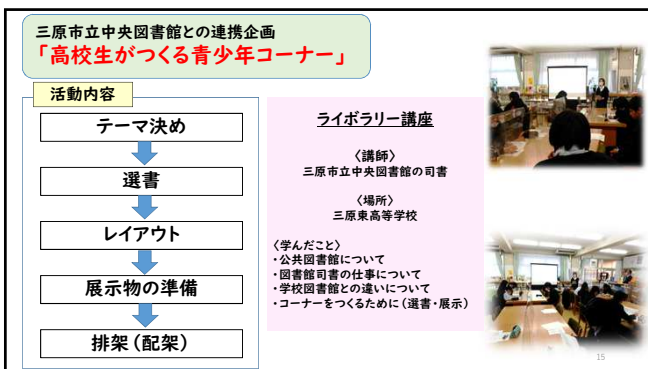 三原市立中央図書館との連携企画
「高校生がつくる青少年コーナー」
活動内容
テーマ決め
選書
レイアウト
展示物の準備
排架(配架)
ライボラリー講座
〈講師〉
三原市立中央図書館の司書
〈場所〉
三原東高等学校
〈学んだこと〉
・公共図書館について
・図書館司書の仕事について
・学校図書館との違いについて
・コーナーをつくるために(選書・展示)
15